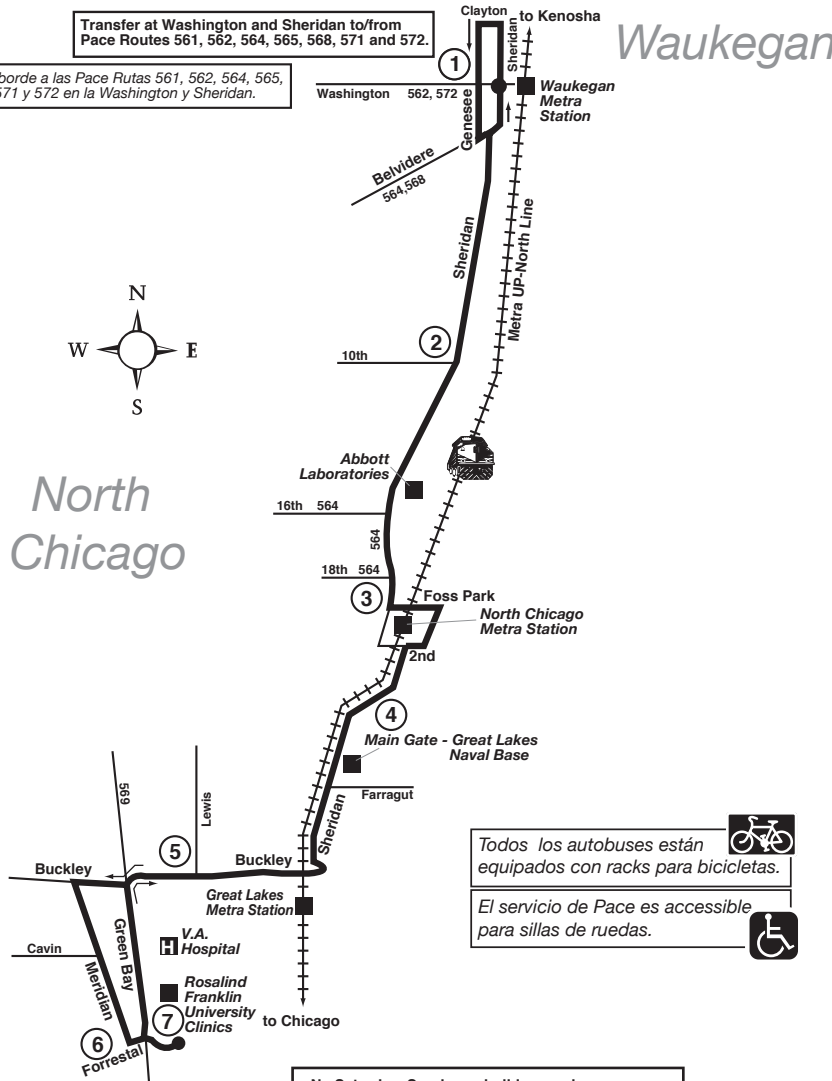 Transfer at Washington and Sheridan to/from
Pace Routes 561, 562, 564, 565, 568, 571 and 572.
borde a las Pace Rutas 561, 562, 564, 565,
571 y 572 en la Washington y Sheridan.
Clayton
to Kenosha
Sheridan
Waukegan
1
Washington 562, 572
Genesee
Waukegan
Metra
Station
Belvidere
564,568
Sheridan
Metra UP-North Line
N
W E
S
2
10th
North
Chicago
Abbott
Laboratories
16th 564
564
18th 564
3
Foss Park
North Chicago
Metra Station
2nd
4
Main Gate - Great Lakes
Naval Base
Farragut
Sheridan
569
Lewis
5
Buckley
Buckley
Great Lakes
Metra Station
Todos los autobuses están
equipados con racks para bicicletas.
El servicio de Pace es accessible
para sillas de ruedas.
Green Bay
H
V.A.
Hospital
Cavin
Meridian
Rosalind
Franklin
University
Clinics
7
to Chicago
6
Forrestal